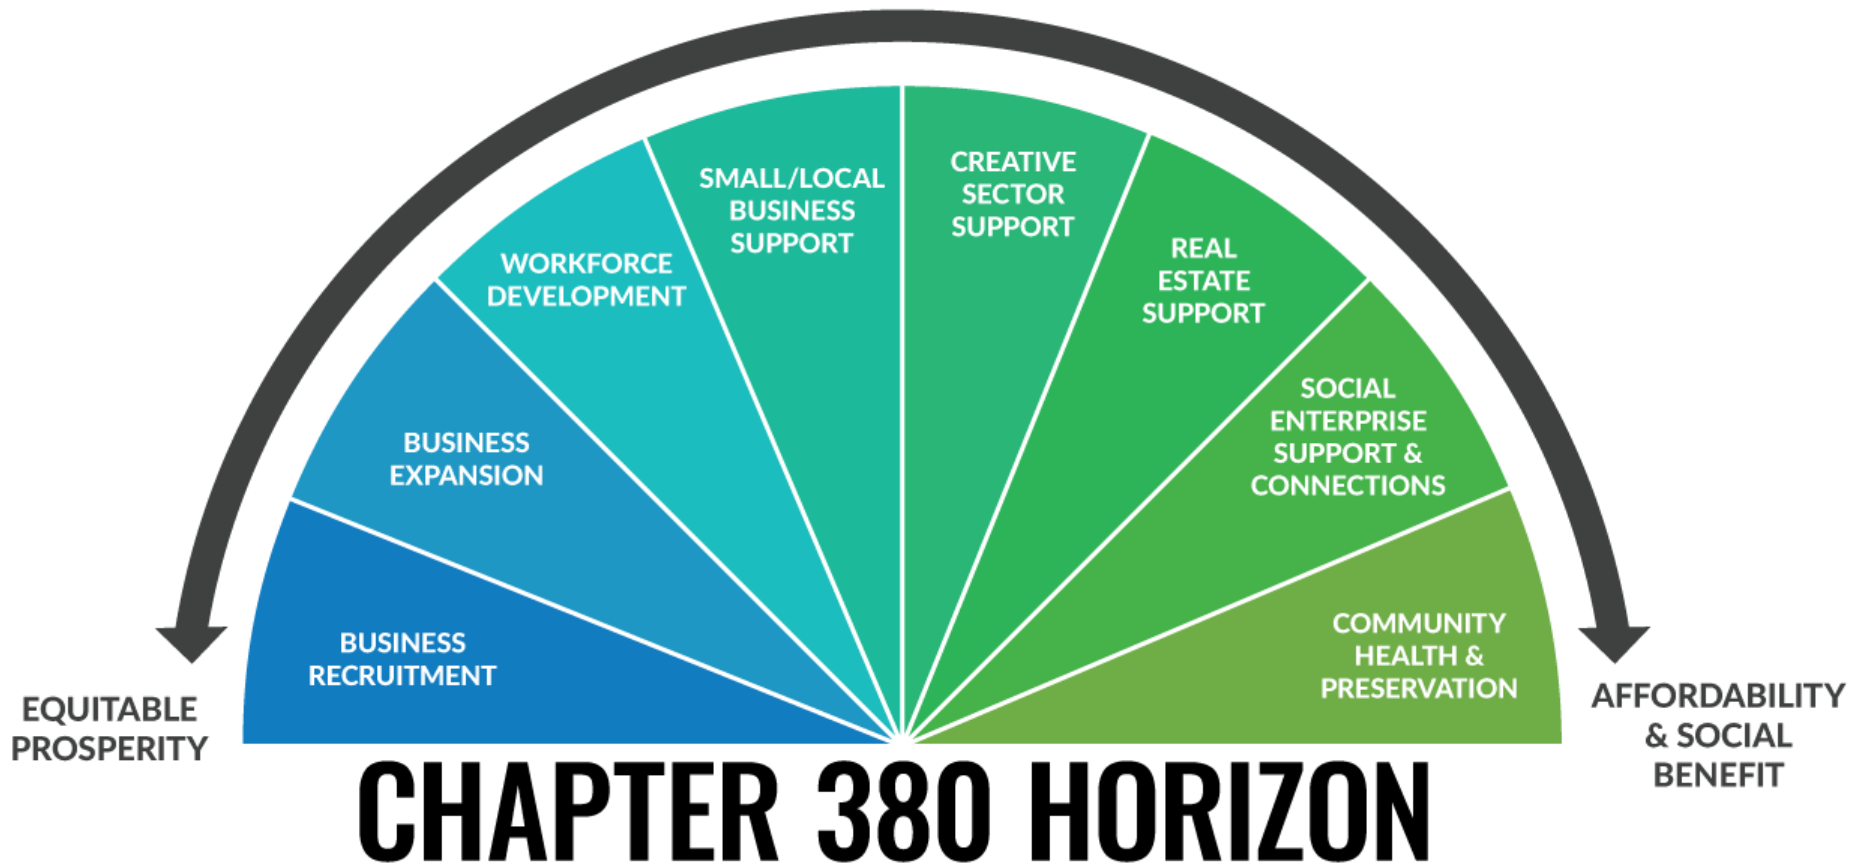 SMALL/LOCAL
BUSINESS
SUPPORT
CREATIVE
SECTOR
SUPPORT
WORKFORCE
DEVELOPMENT
REAL
ESTATE
SUPPORT
BUSINESS
EXPANSION
SOCIAL
ENTERPRISE
SUPPORT &
CONNECTIONS
BUSINESS
RECRUITMENT
COMMUNITY
HEALTH &
PRESERVATION
EQUITABLE
PROSPERITY
AFFORDABILITY
& SOCIAL
BENEFIT
CHAPTER 380 HORIZON